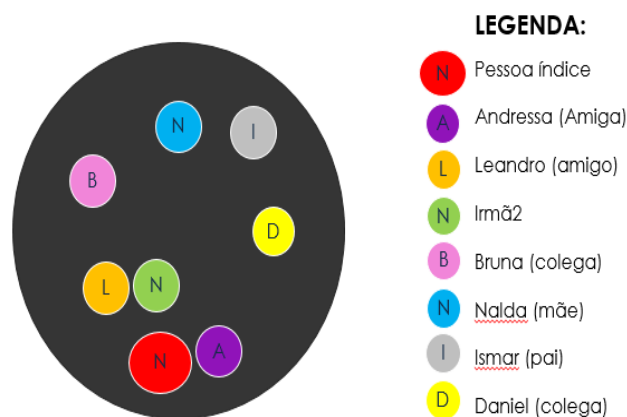 LEGENDA:
N Pessoa índice
A Andressa (Amiga)
L Leandro (amigo)
N Irmã2
B Bruna (colega)
N Nalda (mãe)
I Ismar (pai)
D Daniel (colega)
N
I
B
D
L N
N A